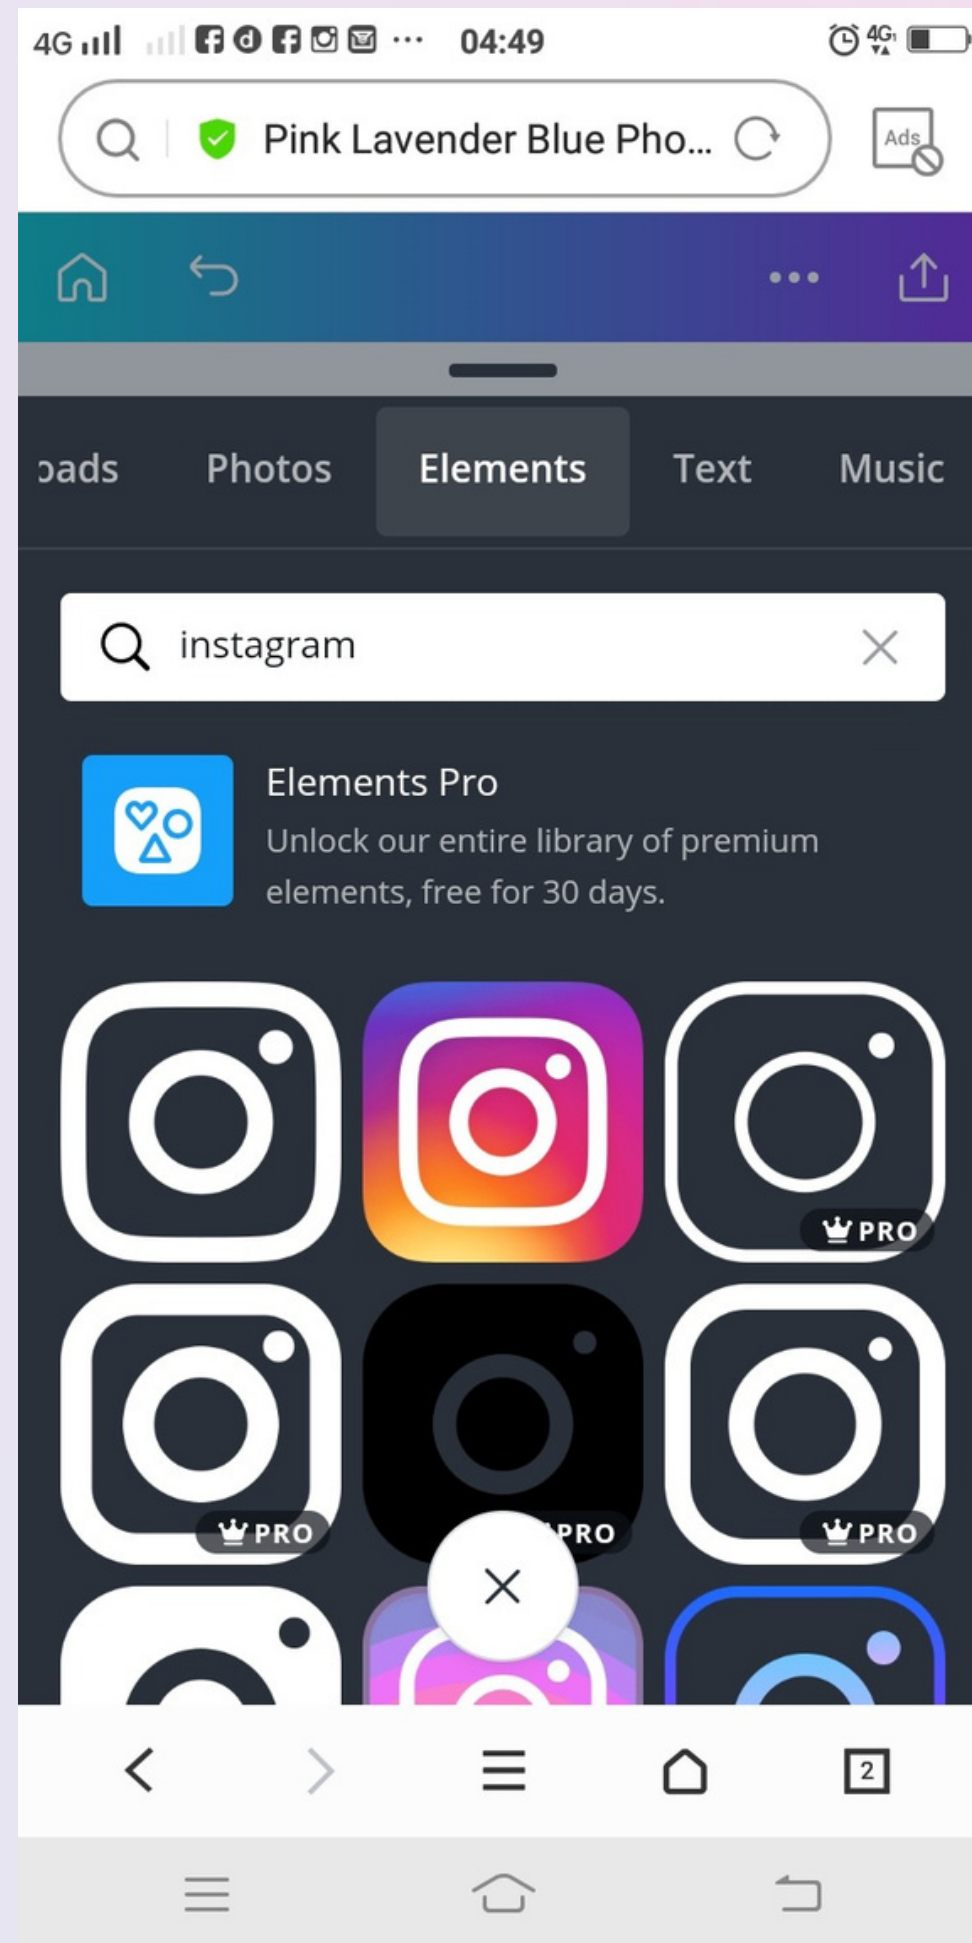 4G 04:49 4G
Pink Lavender Blue Pho...
Ads
oads Photos Elements Text Music
instagram
Elements Pro
Unlock our entire library of premium
elements, free for 30 days.
PRO
PRO PRO PRO
2